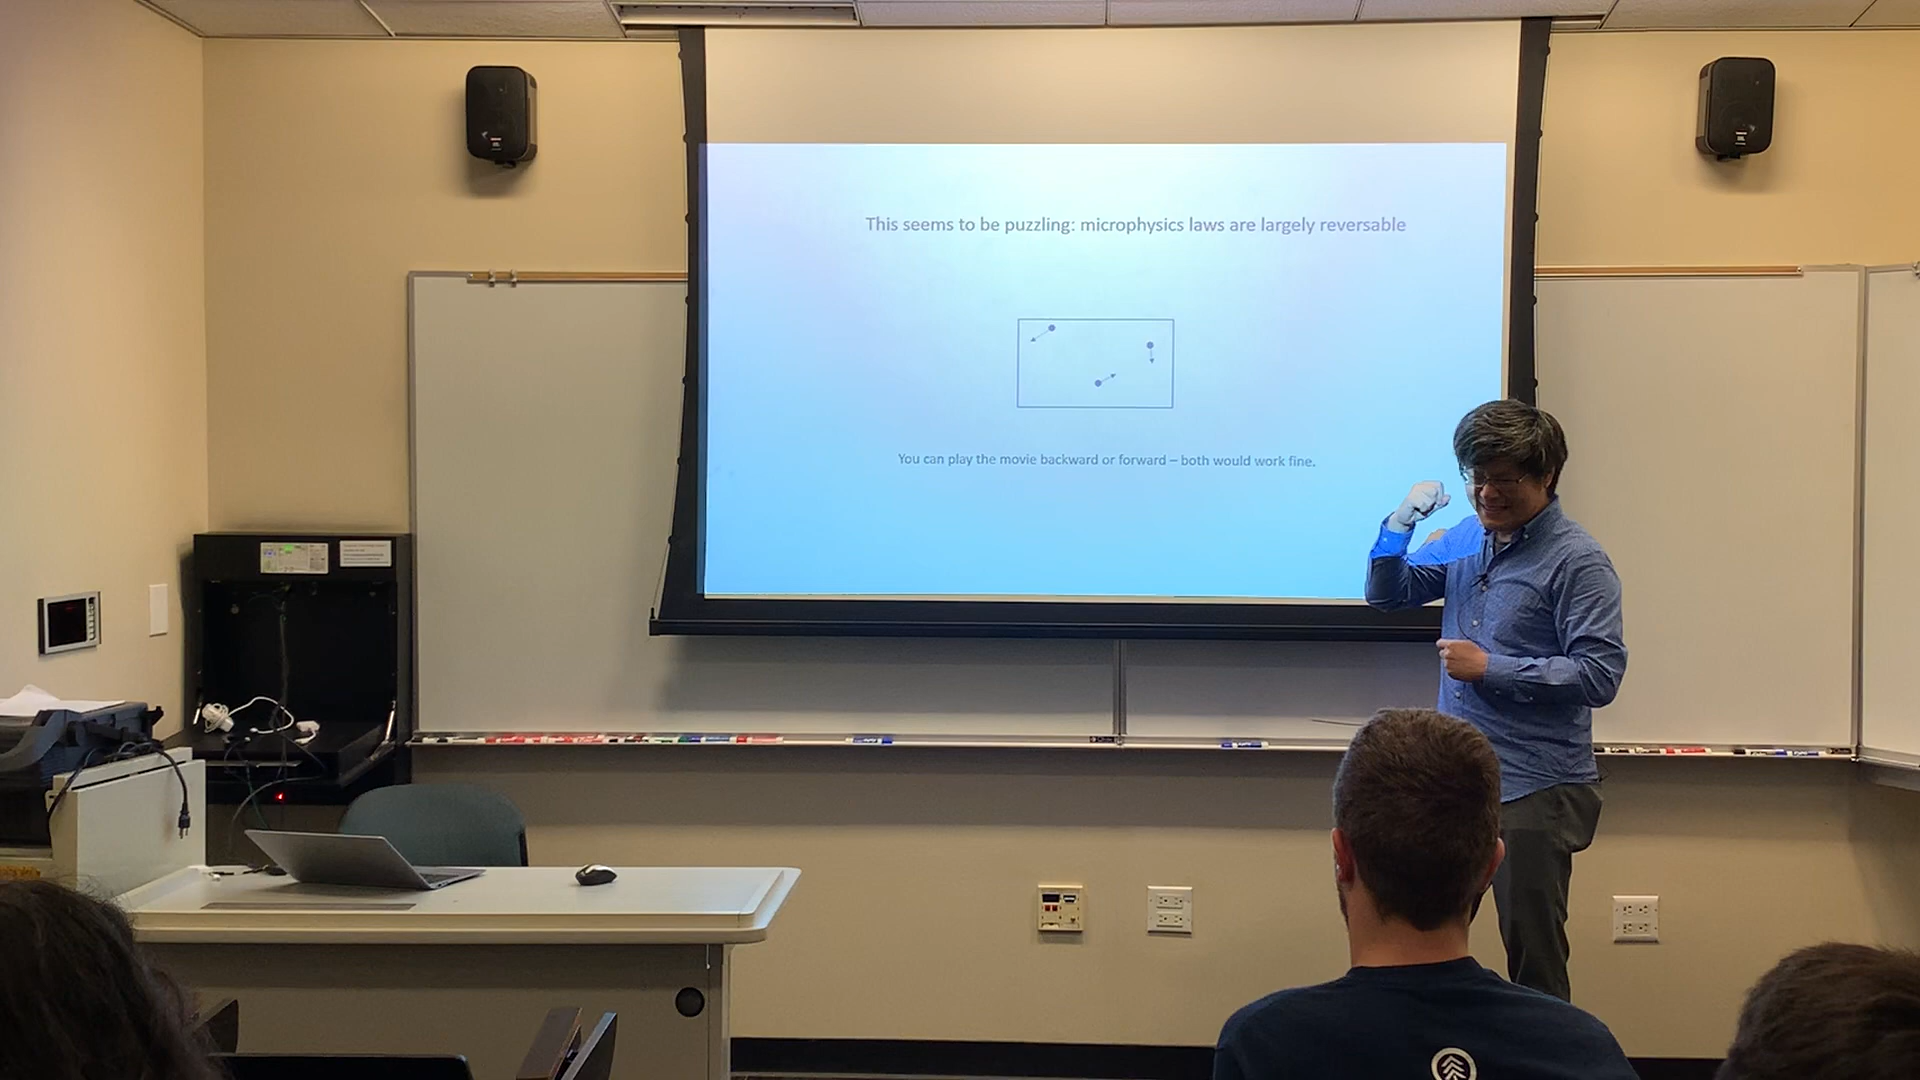 This seems to be puzzling: microphysics laws are largely reversable
You can play the movie backward or forward – both would work fine.